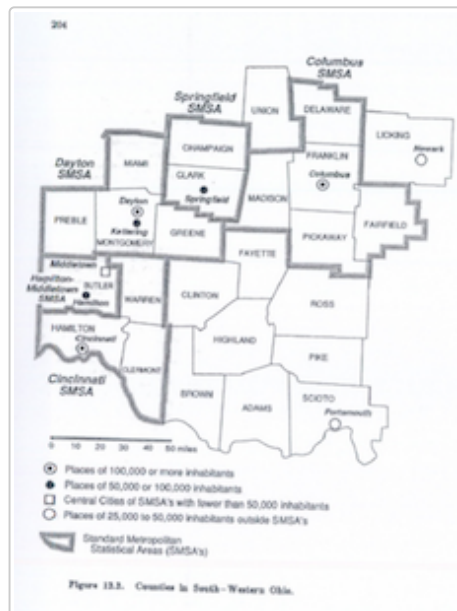 204
Columbus
SMSA
Springfield
SMSA
UNION
DELAWARE
LICKING
Newark
CHAMPAIGN
FRANKLIN
Columbus
Dayton
SMSA
MIAMI
CLARK
Springfield
MADISON
PREBLE
Dayton
Kettering
MONTGOMERY
GREENE
PICKAWAY
FAIRFIELD
FAYETTE
Middletown
Hamilton-
Middletown
SMSA
BUTLER
Hamilton
WARREN
CLINTON
ROSS
HAMILTON
Cincinnati
HIGHLAND
PIKE
CLERMONT
Cincinnati
SMSA
BROWN
ADAMS
SCIOTO
Portsmouth
0 10 20 30 40 50 miles
Places of 100,000 or more inhabitants
Places of 50,000 or 100,000 inhabitants
Central Cities of SMSA's with fewer than 50,000 inhabitants
Places of 25,000 to 50,000 inhabitants outside SMSA's
Standard Metropolitan
Statistical Areas (SMSA's)
Figure 12.2. Counties in South-Western Ohio.